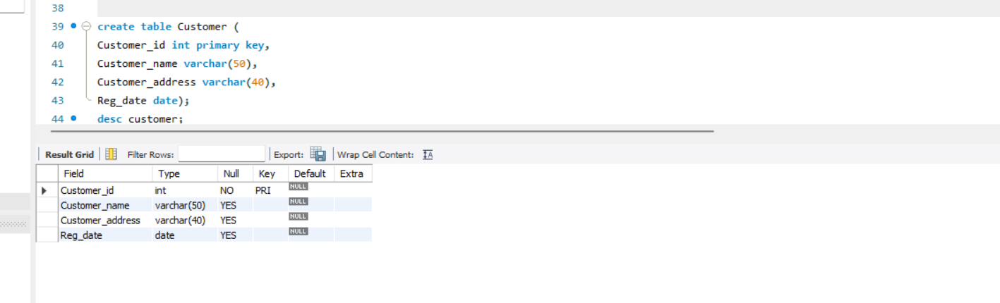 38
39 create table Customer (
40 Customer_id int primary key,
41 Customer_name varchar(50),
42 Customer_address varchar(40),
43 Reg_date date);
44 desc customer;
Result Grid Filter Rows: Export: Wrap Cell Content: IA
Field Type Null Key Default Extra
Customer_id int NO PRI NULL
Customer_name varchar(50) YES NULL
Customer_address varchar(40) YES NULL
Reg_date date YES NULL